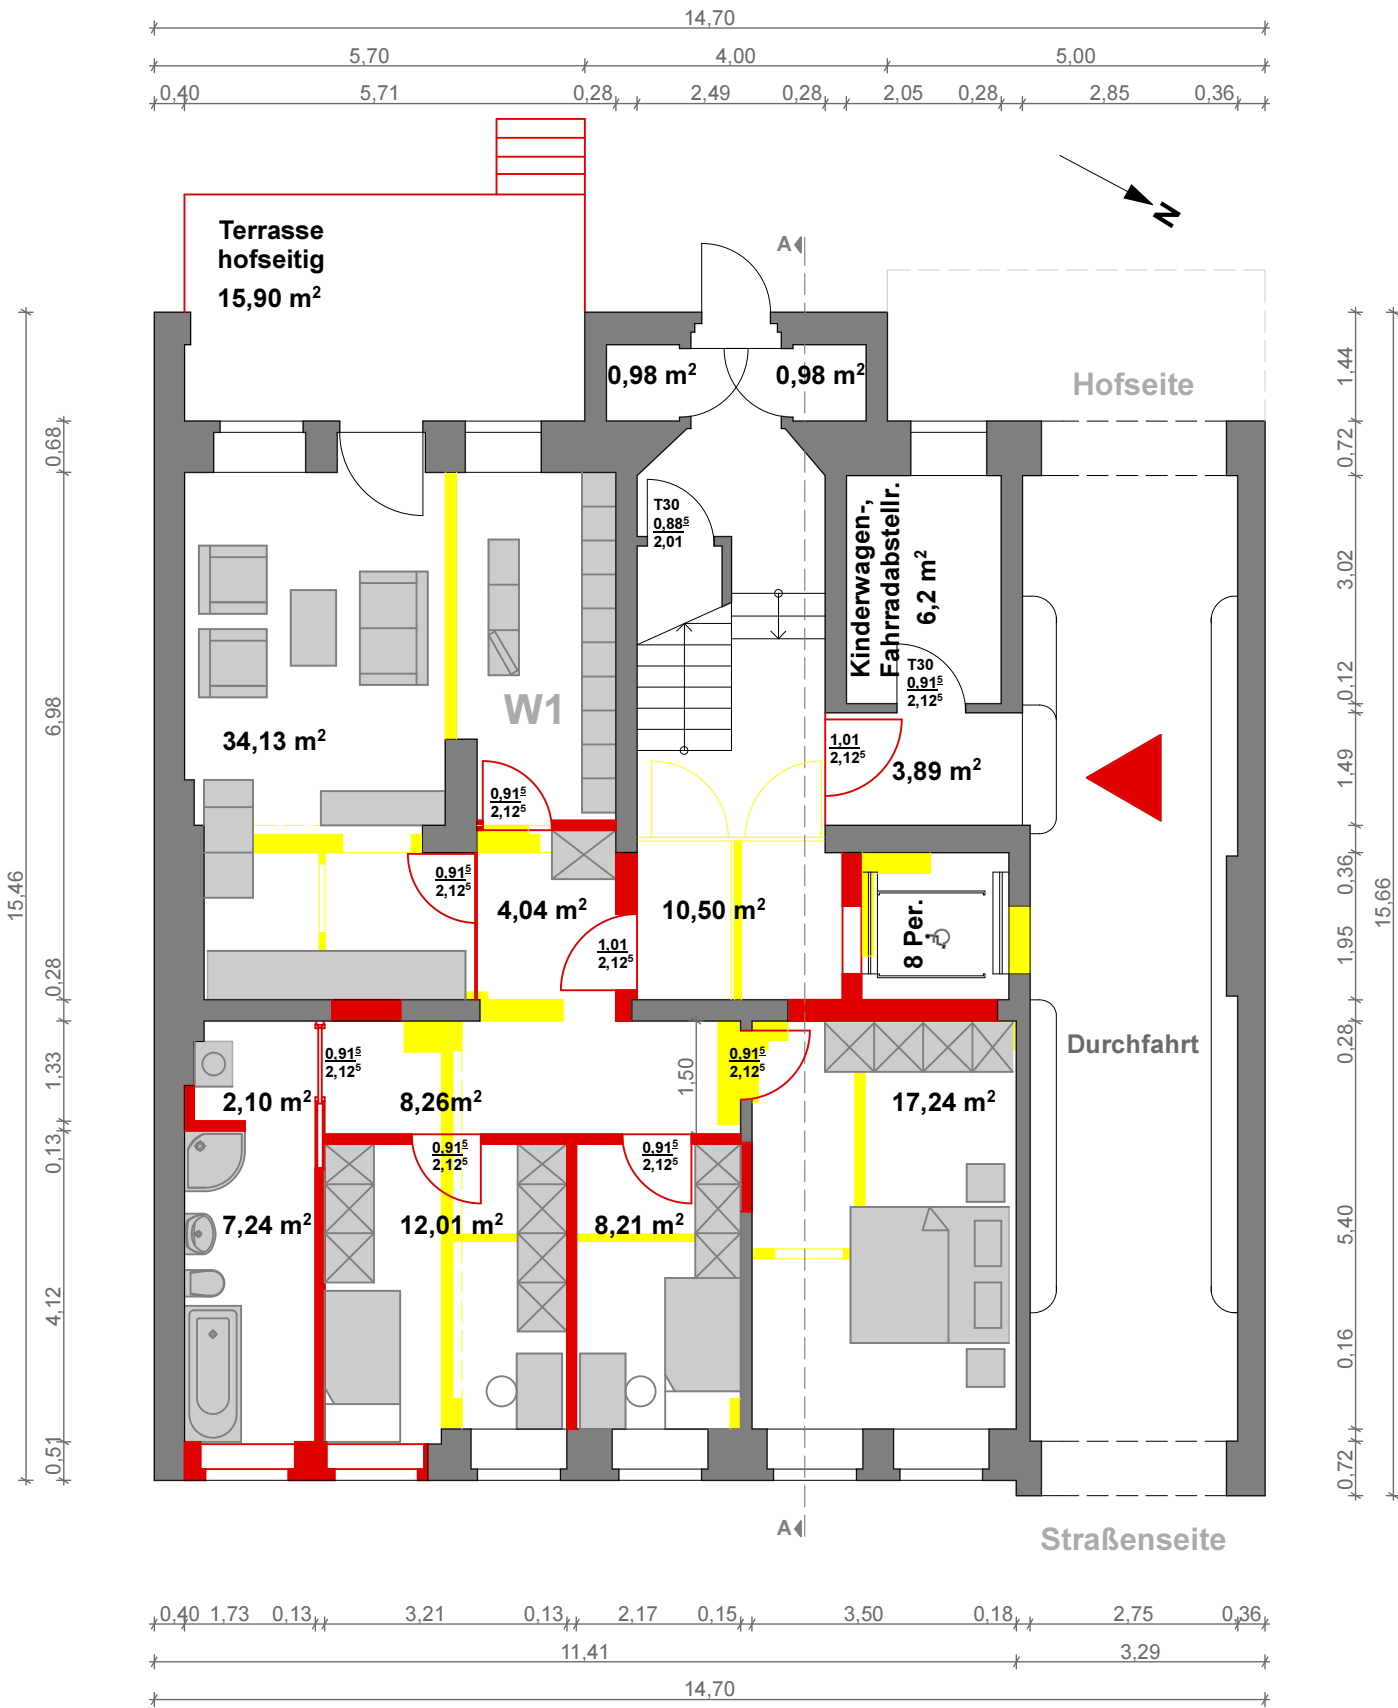 14,70
5,70
4,00
5,00
0,40
5,71
0,28
2,49
0,28
2,05
0,28
2,85
0,36
Terrasse
hofseitig
15,90 m²
A
N
Hofseite
0,98 m²
0,98 m²
1,44
0,68
0,72
T30
0,88⁵
2,01
Kinderwagen-,
Fahrradabstellr.
6,2 m²
3,02
T30
0,91⁵
2,12⁵
0,12
6,98
W1
34,13 m²
1,01
2,12⁵
3,89 m²
1,49
0,91⁵
2,12⁵
15,46
15,66
0,36
0,91⁵
2,12⁵
4,04 m²
10,50 m²
8 Per.
1,01
2,12⁵
1,95
0,28
0,28
1,33
0,91⁵
2,12⁵
0,91⁵
2,12⁵
1,50
Durchfahrt
2,10 m²
8,26m²
17,24 m²
0,13
0,91⁵
2,12⁵
0,91⁵
2,12⁵
7,24 m²
12,01 m²
8,21 m²
5,40
4,12
0,16
0,51
0,72
A
Straßenseite
0,40
1,73
0,13
3,21
0,13
2,17
0,15
3,50
0,18
2,75
0,36
11,41
3,29
14,70